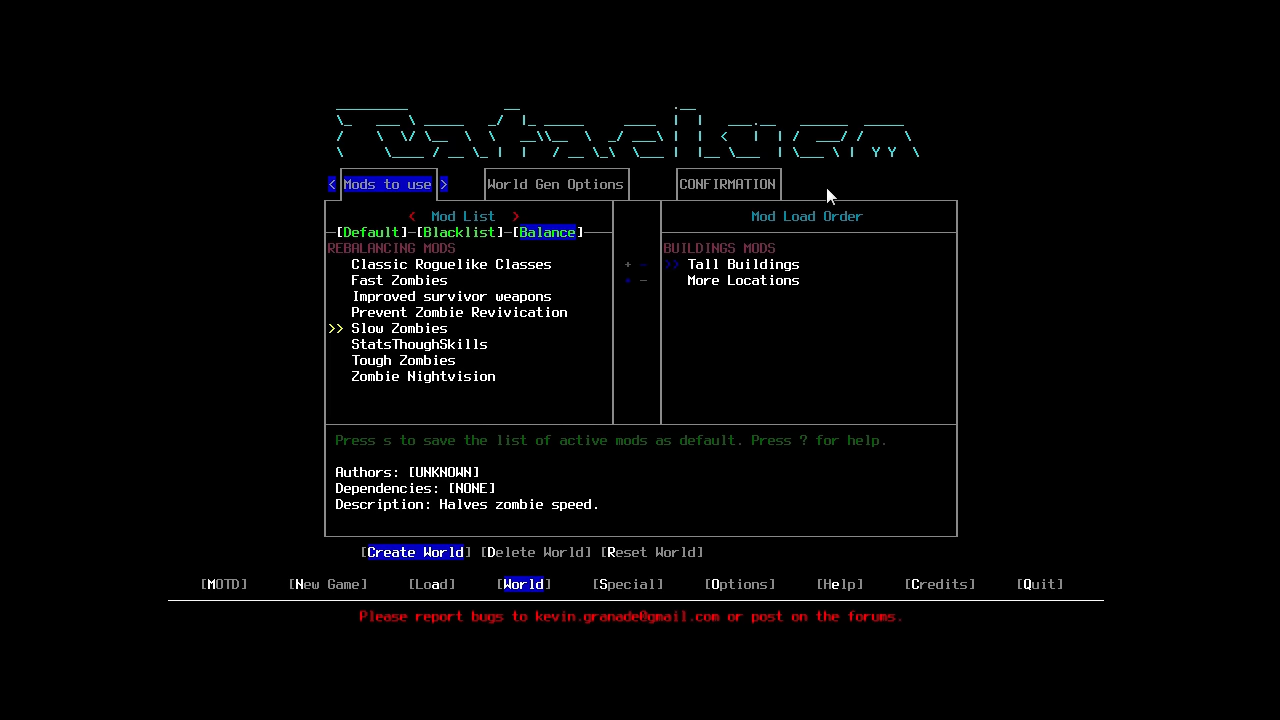 Cataclysm
< Mods to use > World Gen Options CONFIRMATION
< Mod List > Mod Load Order
[Default]—[Blacklist]—[Balance]
REBALANCING MODS BUILDINGS MODS
Classic Roguelike Classes + - >> Tall Buildings
Fast Zombies + - More Locations
Improved survivor weapons
Prevent Zombie Revivication
>> Slow Zombies
StatsThoughSkills
Tough Zombies
Zombie Nightvision
Press s to save the list of active mods as default. Press ? for help.
Authors: [UNKNOWN]
Dependencies: [NONE]
Description: Halves zombie speed.
[Create World] [Delete World] [Reset World]
[MOTD] [New Game] [Load] [World] [Special] [Options] [Help] [Credits] [Quit]
Please report bugs to kevin.granade@gmail.com or post on the forums.